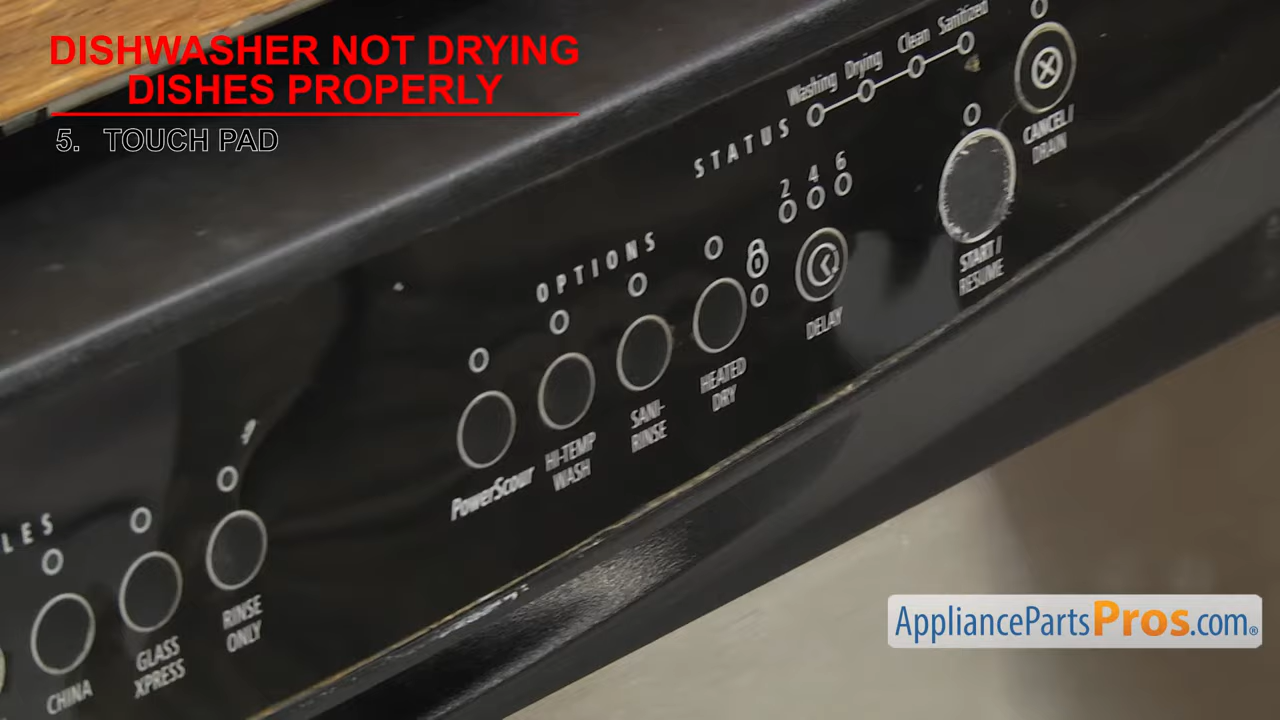 DISHWASHER NOT DRYING
DISHES PROPERLY
5. TOUCH PAD
STATUS
Washing
Drying
Clean
Sanitized
CANCEL/
DRAIN
2 4 6
START/
RESUME
OPTIONS
DELAY
HEATED
DRY
SANI-
RINSE
HI-TEMP
WASH
PowerScour
LES
RINSE
ONLY
GLASS
XPRESS
CHINA
AppliancePartsPros.com®